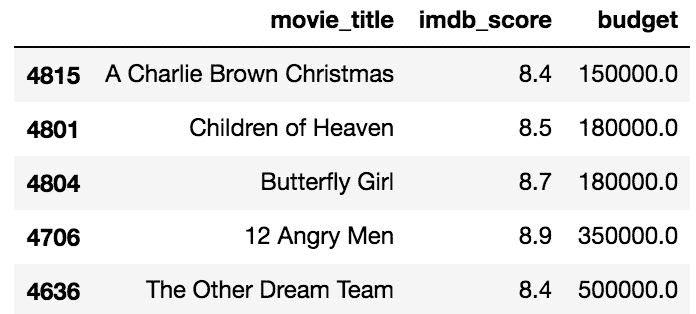 movie_title imdb_score budget
4815 A Charlie Brown Christmas 8.4 150000.0
4801 Children of Heaven 8.5 180000.0
4804 Butterfly Girl 8.7 180000.0
4706 12 Angry Men 8.9 350000.0
4636 The Other Dream Team 8.4 500000.0